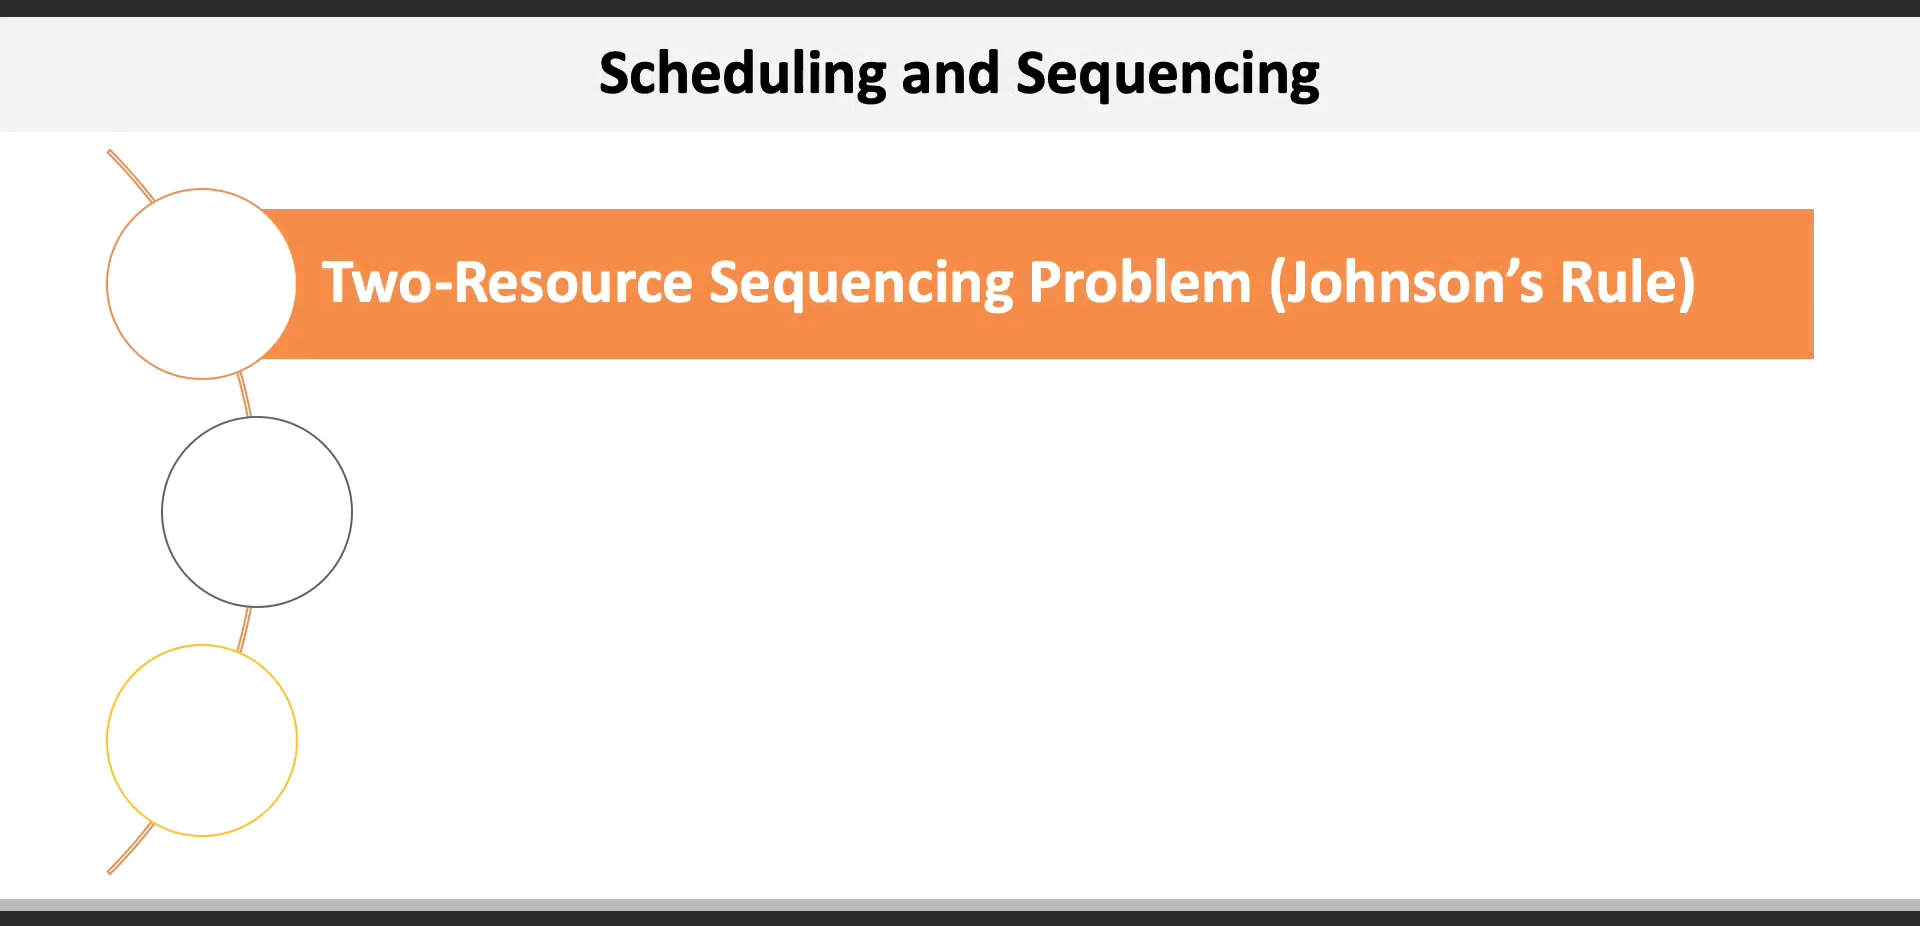 Scheduling and Sequencing
Two-Resource Sequencing Problem (Johnson’s Rule)